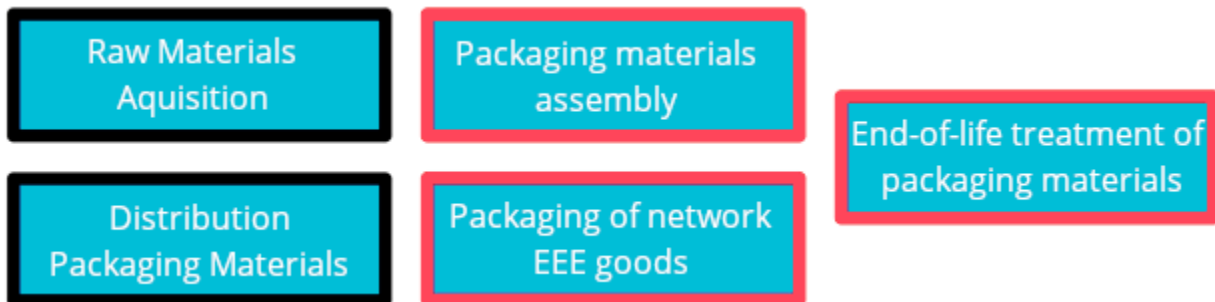 Raw Materials
Aquisition
Distribution
Packaging Materials
Packaging materials
assembly
Packaging of network
EEE goods
End-of-life treatment of
packaging materials